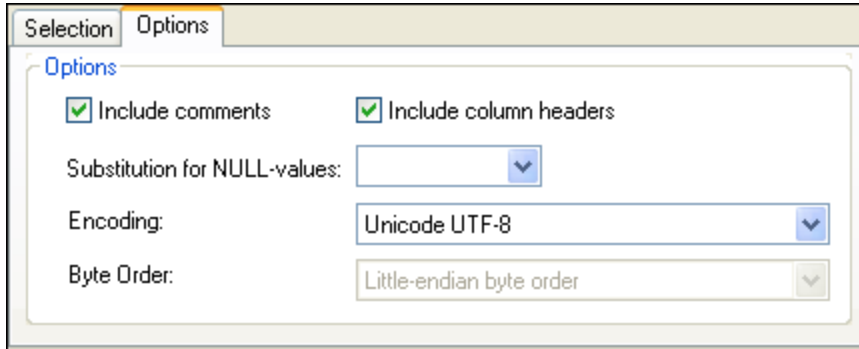 Selection Options
Options
Include comments Include column headers
Substitution for NULL-values:
Encoding: Unicode UTF-8
Byte Order: Little-endian byte order